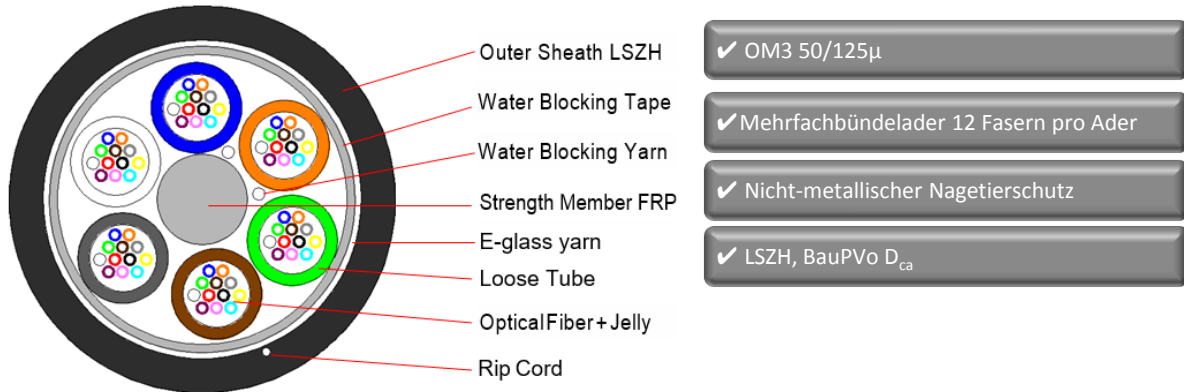 Outer Sheath LSZH
Water Blocking Tape
Water Blocking Yarn
Strength Member FRP
E-glass yarn
Loose Tube
Optical Fiber + Jelly
Rip Cord
✔ OM3 50/125µ
✔ Mehrfachbündelader 12 Fasern pro Ader
✔ Nicht-metallischer Nagetierschutz
✔ LSZH, BauPVo Dca